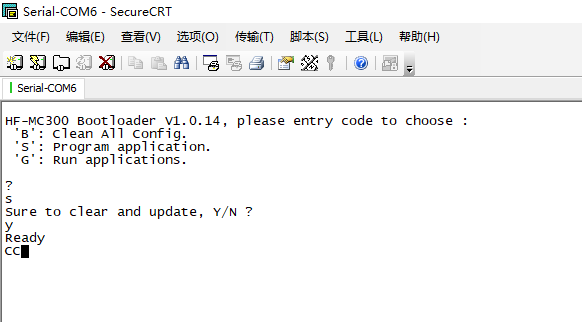 Serial-COM6 - SecureCRT
文件(F) 编辑(E) 查看(V) 选项(O) 传输(T) 脚本(S) 工具(L) 帮助(H)
Serial-COM6
HF-MC300 Bootloader V1.0.14, please entry code to choose :
'B': Clean All Config.
'S': Program application.
'G': Run applications.
?
s
Sure to clear and update, Y/N ?
y
Ready
CC